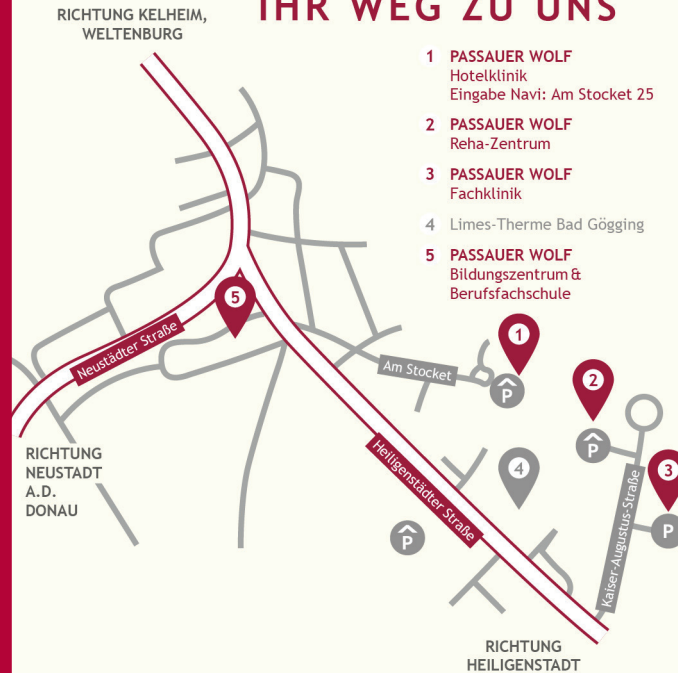 IHR WEG ZU UNS
RICHTUNG KELHEIM,
WELTENBURG
1 PASSAUER WOLF
Hotelklinik
Eingabe Navi: Am Stocket 25
2 PASSAUER WOLF
Reha-Zentrum
3 PASSAUER WOLF
Fachklinik
4 Limes-Therme Bad Gögging
5 PASSAUER WOLF
Bildungszentrum &
Berufsfachschule
5
Neustädter Straße
1
Am Stocket
P
2
P
RICHTUNG
NEUSTADT
A.D.
DONAU
Heiligenstädter Straße
4
3
P
P
Kaiser-Augustus-Straße
RICHTUNG
HEILIGENSTADT